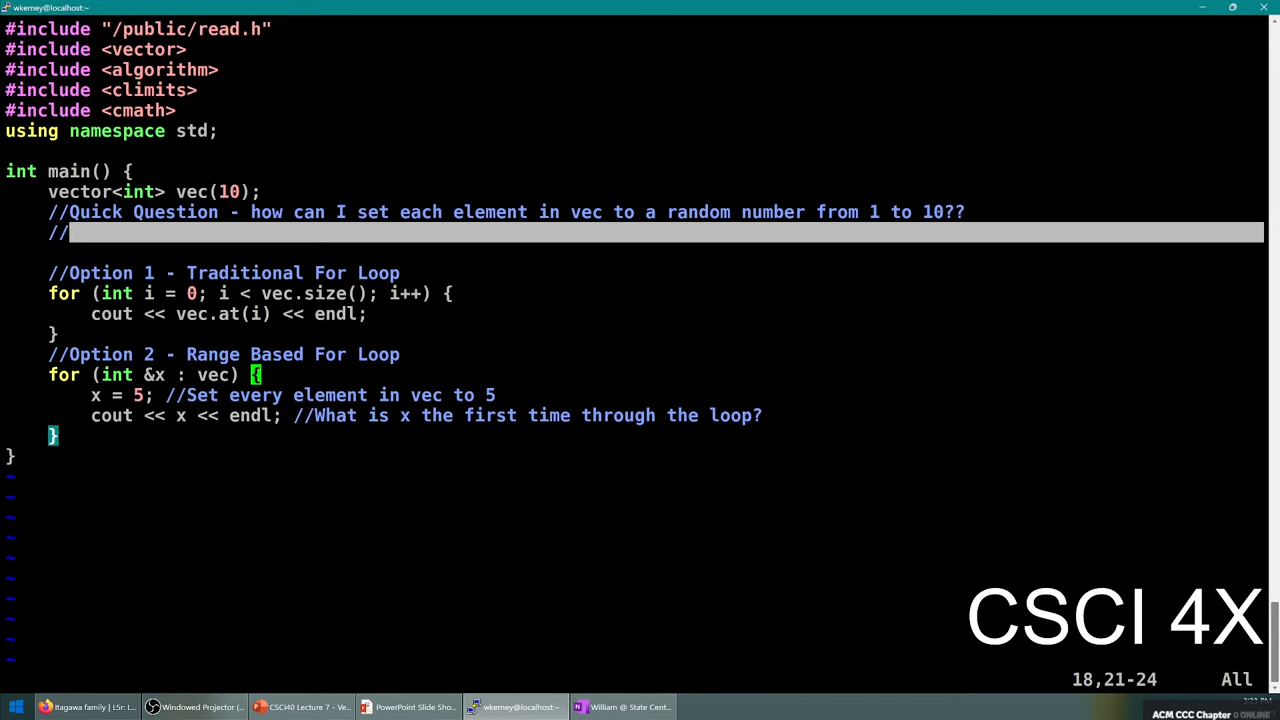 wkerney@localhost:~
#include "/public/read.h"
#include <vector>
#include <algorithm>
#include <climits>
#include <cmath>
using namespace std;
int main() {
vector<int> vec(10);
//Quick Question - how can I set each element in vec to a random number from 1 to 10??
//
//Option 1 - Traditional For Loop
for (int i = 0; i < vec.size(); i++) {
cout << vec.at(i) << endl;
}
//Option 2 - Range Based For Loop
for (int &x : vec) {
x = 5; //Set every element in vec to 5
cout << x << endl; //What is x the first time through the loop?
}
}
~
~
~
~
~
~
~
~
~
~
CSCI 4X
18,21-24 All
Itagawa family | L5r: L... Windowed Projector (... CSCI40 Lecture 7 - Ve... PowerPoint Slide Sho... wkerney@localhost:~ William @ State Cent...
ACM CCC Chapter 0 ONLINE